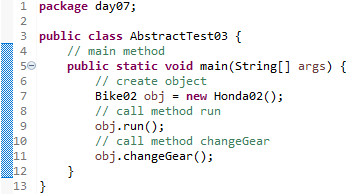 1 package day07;
2
3 public class AbstractTest03 {
4 // main method
5 public static void main(String[] args) {
6 // create object
7 Bike02 obj = new Honda02();
8 // call method run
9 obj.run();
10 // call method changeGear
11 obj.changeGear();
12 }
13 }